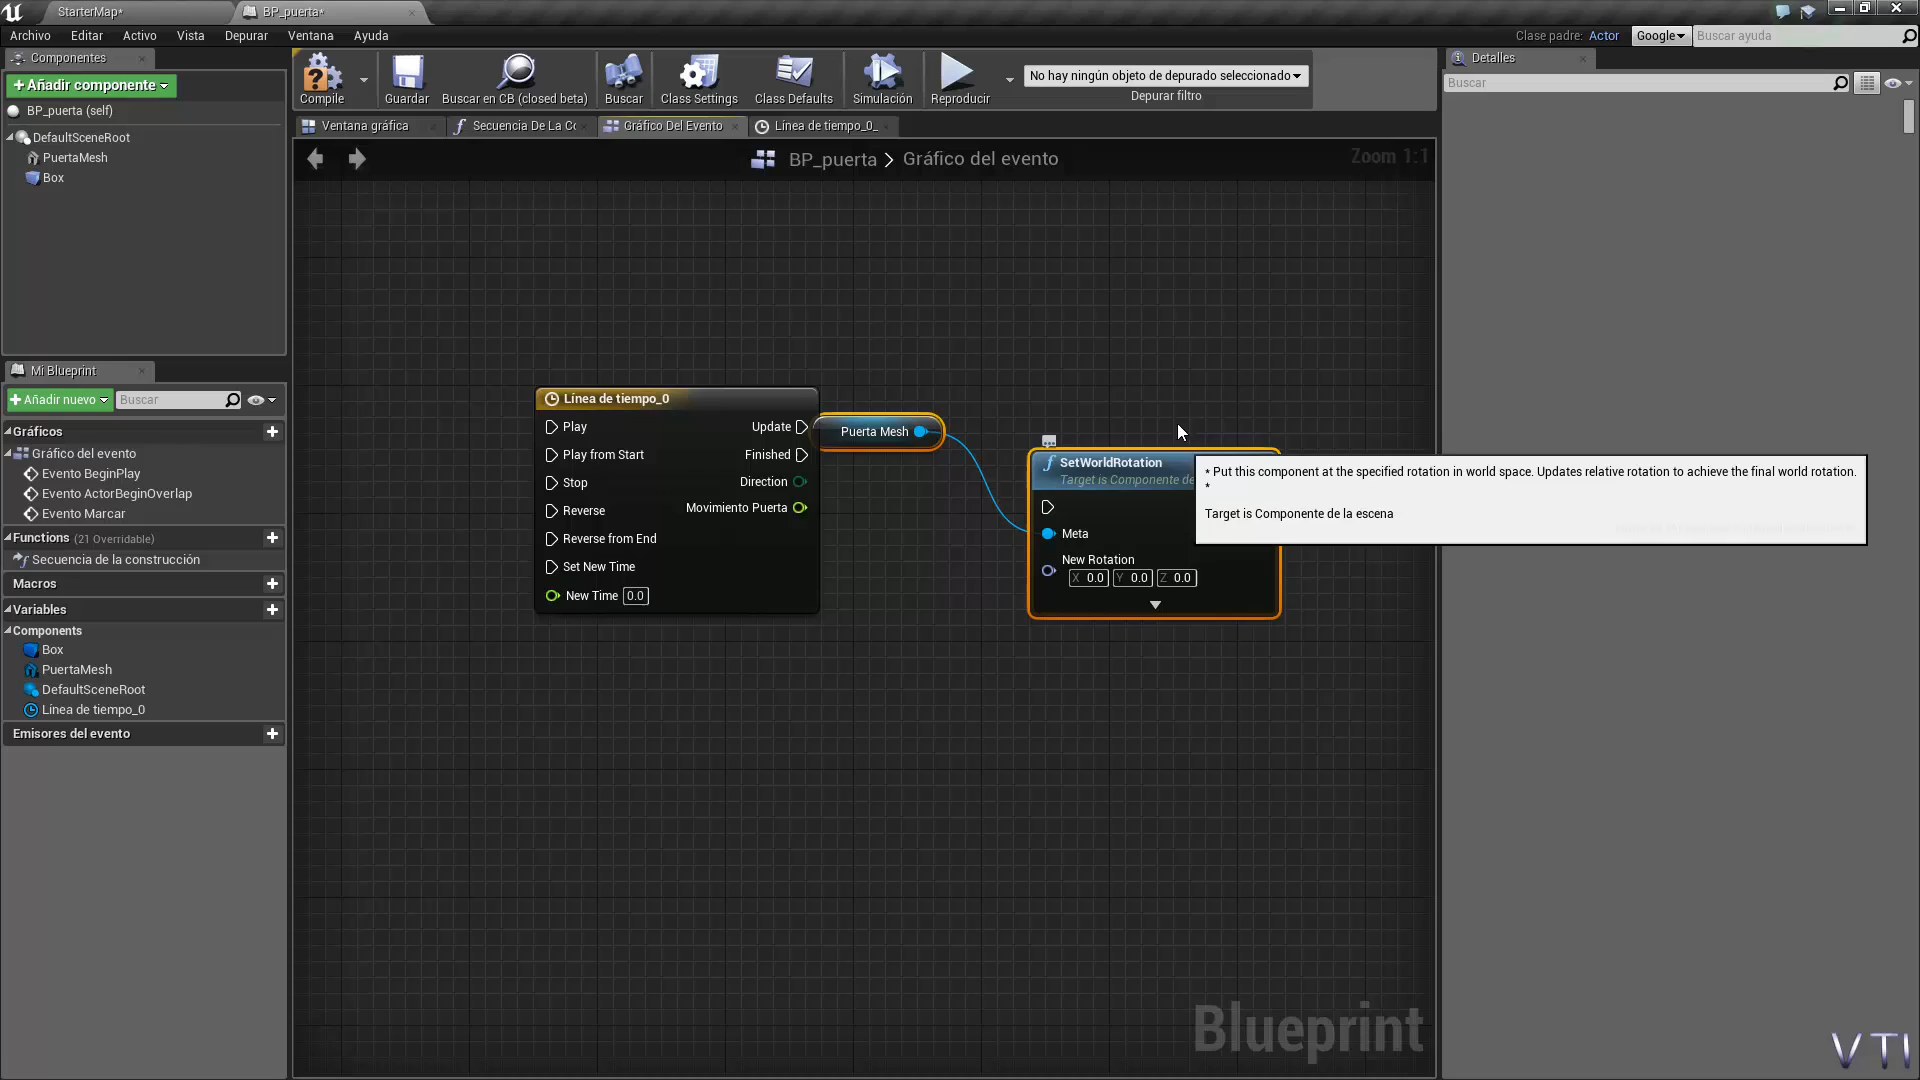 StarterMap*
BP_puerta*
Archivo Editar Activo Vista Depurar Ventana Ayuda
Clase padre: Actor Google Buscar ayuda
Componentes
Añadir componente
BP_puerta (self)
DefaultSceneRoot
PuertaMesh
Box
Compile
Guardar
Buscar en CB (closed beta)
Buscar
Class Settings
Class Defaults
Simulación
Reproducir
No hay ningún objeto de depurado seleccionado
Depurar filtro
Detalles
Buscar
Ventana gráfica
Secuencia De La Co
Gráfico Del Evento
Línea de tiempo_0_
BP_puerta > Gráfico del evento
Zoom 1:1
Mi Blueprint
Añadir nuevo
Buscar
Gráficos
Gráfico del evento
Evento BeginPlay
Evento ActorBeginOverlap
Evento Marcar
Functions (21 Overridable)
Secuencia de la construcción
Macros
Variables
Components
Box
PuertaMesh
DefaultSceneRoot
Línea de tiempo_0
Emisores del evento
Línea de tiempo_0
Play Update
Play from Start Finished
Stop Direction
Reverse Movimiento Puerta
Reverse from End
Set New Time
New Time 0.0
Puerta Mesh
SetWorldRotation
Target is Componente de
Meta
New Rotation
X 0.0 Y 0.0 Z 0.0
* Put this component at the specified rotation in world space. Updates relative rotation to achieve the final world rotation.
*
Target is Componente de la escena
Blueprint
VTI